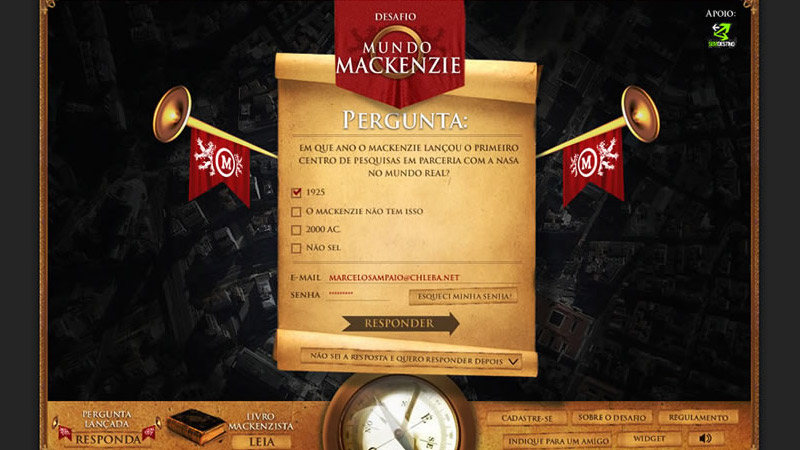 DESAFIO
MUNDO
MACKENZIE
APOIO:
SEMDESTINO
PERGUNTA:
EM QUE ANO O MACKENZIE LANÇOU O PRIMEIRO
CENTRO DE PESQUISAS EM PARCERIA COM A NASA
NO MUNDO REAL?
1925
O MACKENZIE NÃO TEM ISSO
2000 AC.
NÃO SEI.
M
M
E-MAIL MARCELOSAMPAIO@CHLEBA.NET
SENHA *********
ESQUECI MINHA SENHA!
RESPONDER
NÃO SEI A RESPOSTA E QUERO RESPONDER DEPOIS
PERGUNTA
LANÇADA
RESPONDA
LIVRO
MACKENZISTA
LEIA
N
SE
CADASTRE-SE
SOBRE O DESAFIO
REGULAMENTO
INDIQUE PARA UM AMIGO
WIDGET